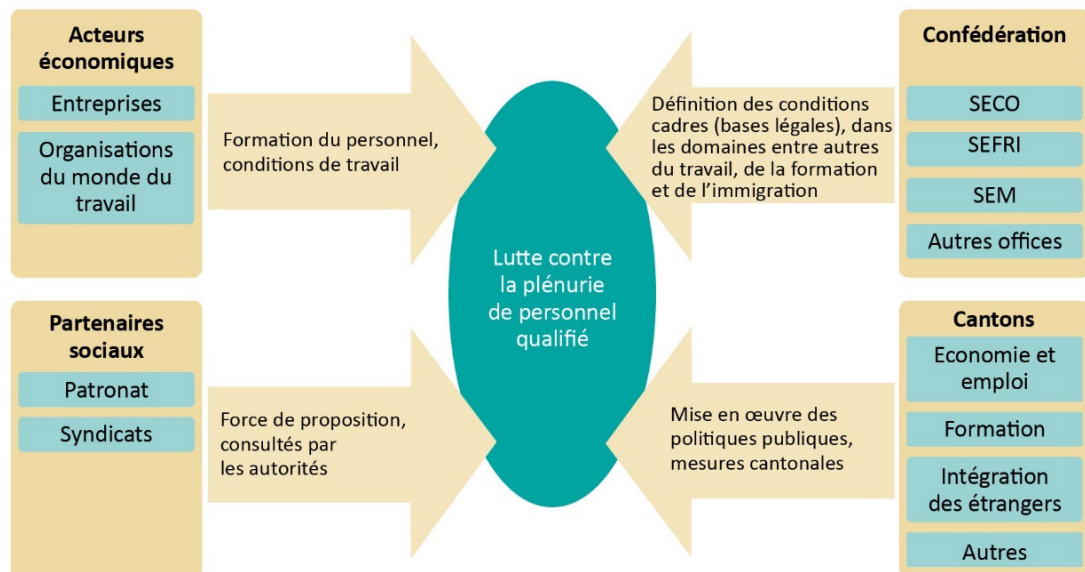 Acteurs
économiques
Entreprises
Organisations
du monde du
travail
Formation du personnel,
conditions de travail
Partenaires
sociaux
Patronat
Syndicats
Force de proposition,
consultés par
les autorités
Lutte contre
la plénurie
de personnel
qualifié
Définition des conditions
cadres (bases légales), dans
les domaines entre autres
du travail, de la formation
et de l’immigration
Confédération
SECO
SEFRI
SEM
Autres offices
Mise en œuvre des
politiques publiques,
mesures cantonales
Cantons
Economie et
emploi
Formation
Intégration
des étrangers
Autres